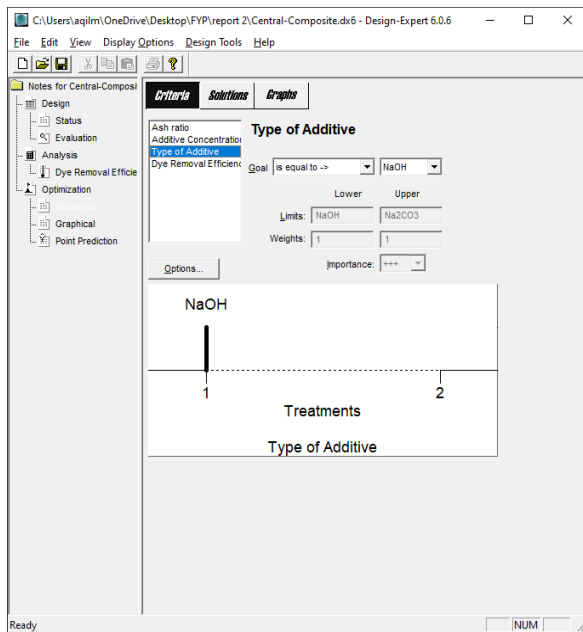 C:\Users\aqilm\OneDrive\Desktop\FYP\report 2\Central-Composite.dx6 - Design-Expert 6.0.6
File Edit View Display Options Design Tools Help
Notes for Central-Composi
Design
Status
Evaluation
Analysis
Dye Removal Efficie
Optimization
Numerical
Graphical
Point Prediction
Criteria Solutions Graphs
Ash ratio
Additive Concentration
Type of Additive
Dye Removal Efficienc
Type of Additive
Goal is equal to -> NaOH
Lower Upper
Limits: NaOH Na2CO3
Weights: 1 1
Importance: +++
Options...
NaOH
1 2
Treatments
Type of Additive
Ready NUM